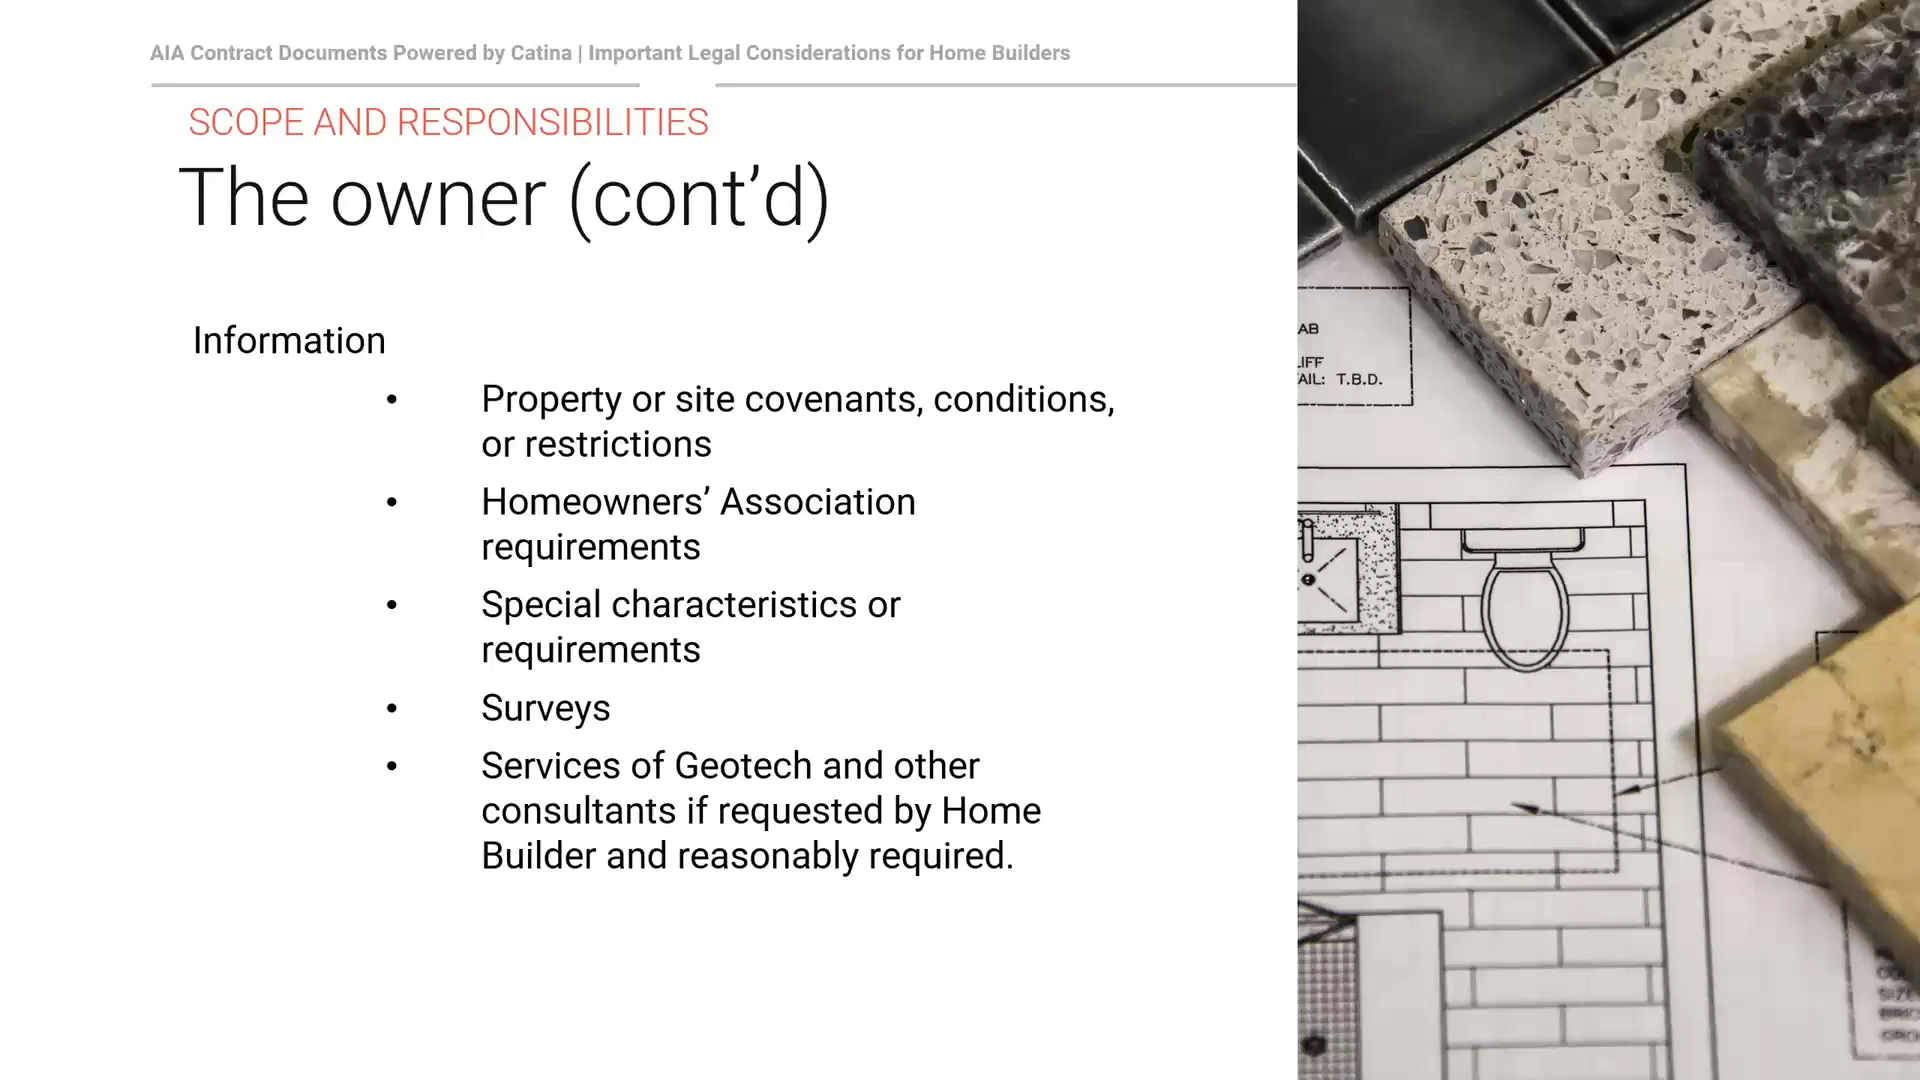 AIA Contract Documents Powered by Catina | Important Legal Considerations for Home Builders
SCOPE AND RESPONSIBILITIES
The owner (cont’d)
Information
• Property or site covenants, conditions,
or restrictions
• Homeowners’ Association
requirements
• Special characteristics or
requirements
• Surveys
• Services of Geotech and other
consultants if requested by Home
Builder and reasonably required.
AB
LIFF
AIL: T.B.D.
SIZE